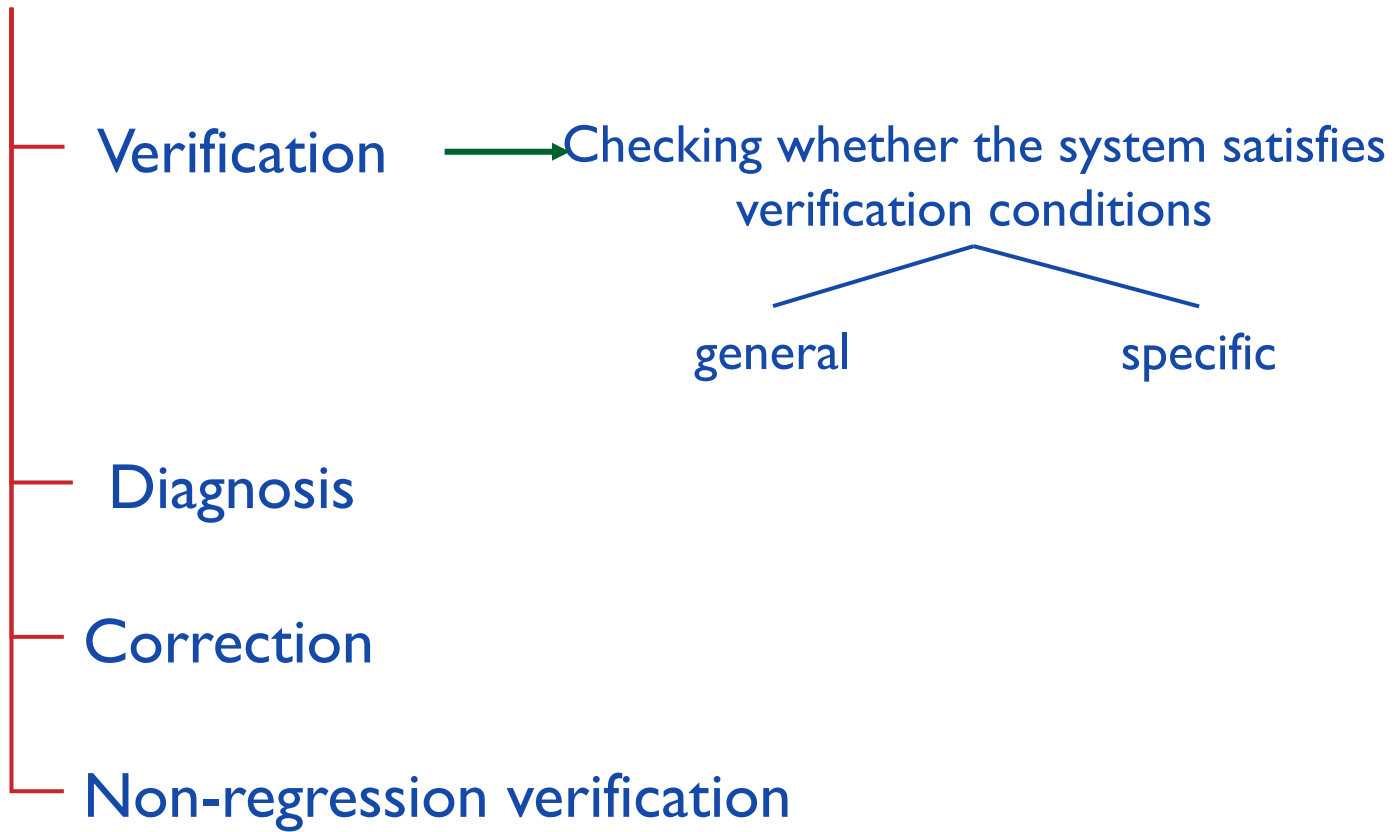 Verification
Checking whether the system satisfies
verification conditions
general
specific
Diagnosis
Correction
Non-regression verification